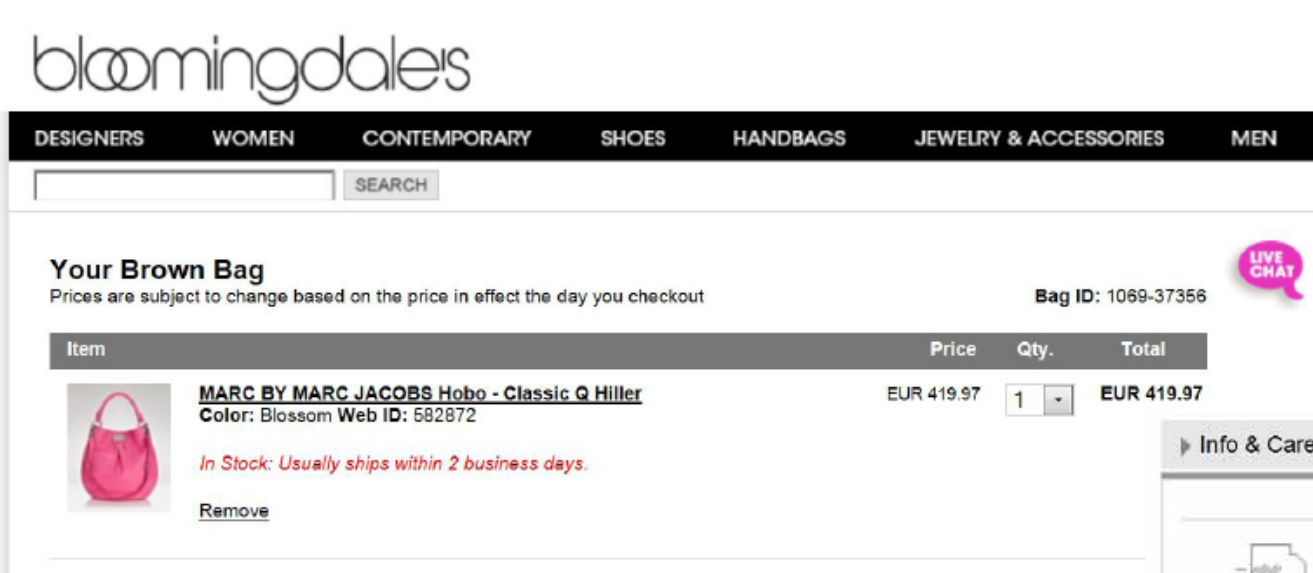 bloomingdale's
DESIGNERS WOMEN CONTEMPORARY SHOES HANDBAGS JEWELRY & ACCESSORIES MEN
SEARCH
Your Brown Bag
Prices are subject to change based on the price in effect the day you checkout
Bag ID: 1069-37356
LIVE
CHAT
Item Price Qty. Total
MARC BY MARC JACOBS Hobo - Classic Q Hiller EUR 419.97 1 EUR 419.97
Color: Blossom Web ID: 582872
In Stock: Usually ships within 2 business days.
Info & Care
Remove